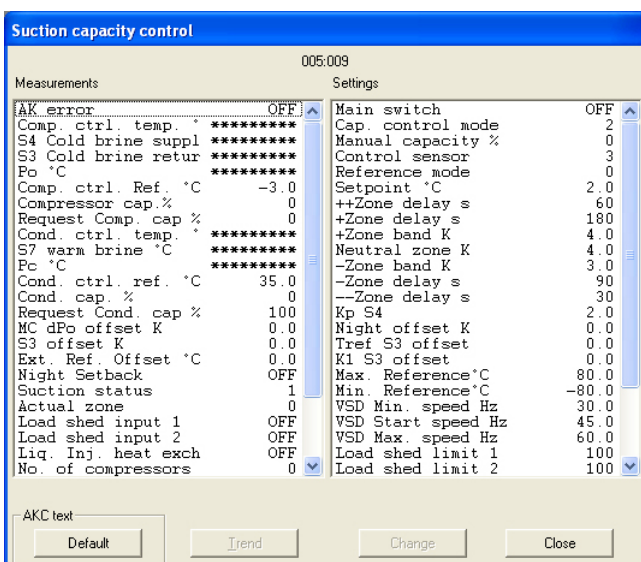 Suction capacity control
005:009
Measurements
AK error OFF
Comp. ctrl. temp. ° *********
S4 Cold brine suppl *********
S3 Cold brine retur *********
Po °C *********
Comp. ctrl. Ref. °C -3.0
Compressor cap.% 0
Request Comp. cap % 0
Cond. ctrl. temp. ° *********
S7 warm brine °C *********
Pc °C *********
Cond. ctrl. ref. °C 35.0
Cond. cap. % 0
Request Cond. cap % 100
MC dPo offset K 0.0
S3 offset K 0.0
Ext. Ref. Offset °C 0.0
Night Setback OFF
Suction status 1
Actual zone 0
Load shed input 1 OFF
Load shed input 2 OFF
Liq. Inj. heat exch OFF
No. of compressors 0
Settings
Main switch OFF
Cap. control mode 2
Manual capacity % 0
Control sensor 3
Reference mode 0
Setpoint °C 2.0
++Zone delay s 60
+Zone delay s 180
+Zone band K 4.0
Neutral zone K 4.0
-Zone band K 3.0
-Zone delay s 90
--Zone delay s 30
Kp S4 2.0
Night offset K 0.0
Tref S3 offset 0.0
K1 S3 offset 0.0
Max. Reference°C 80.0
Min. Reference°C -80.0
VSD Min. speed Hz 30.0
VSD Start speed Hz 45.0
VSD Max. speed Hz 60.0
Load shed limit 1 100
Load shed limit 2 100
AKC text
Default
Trend
Change
Close